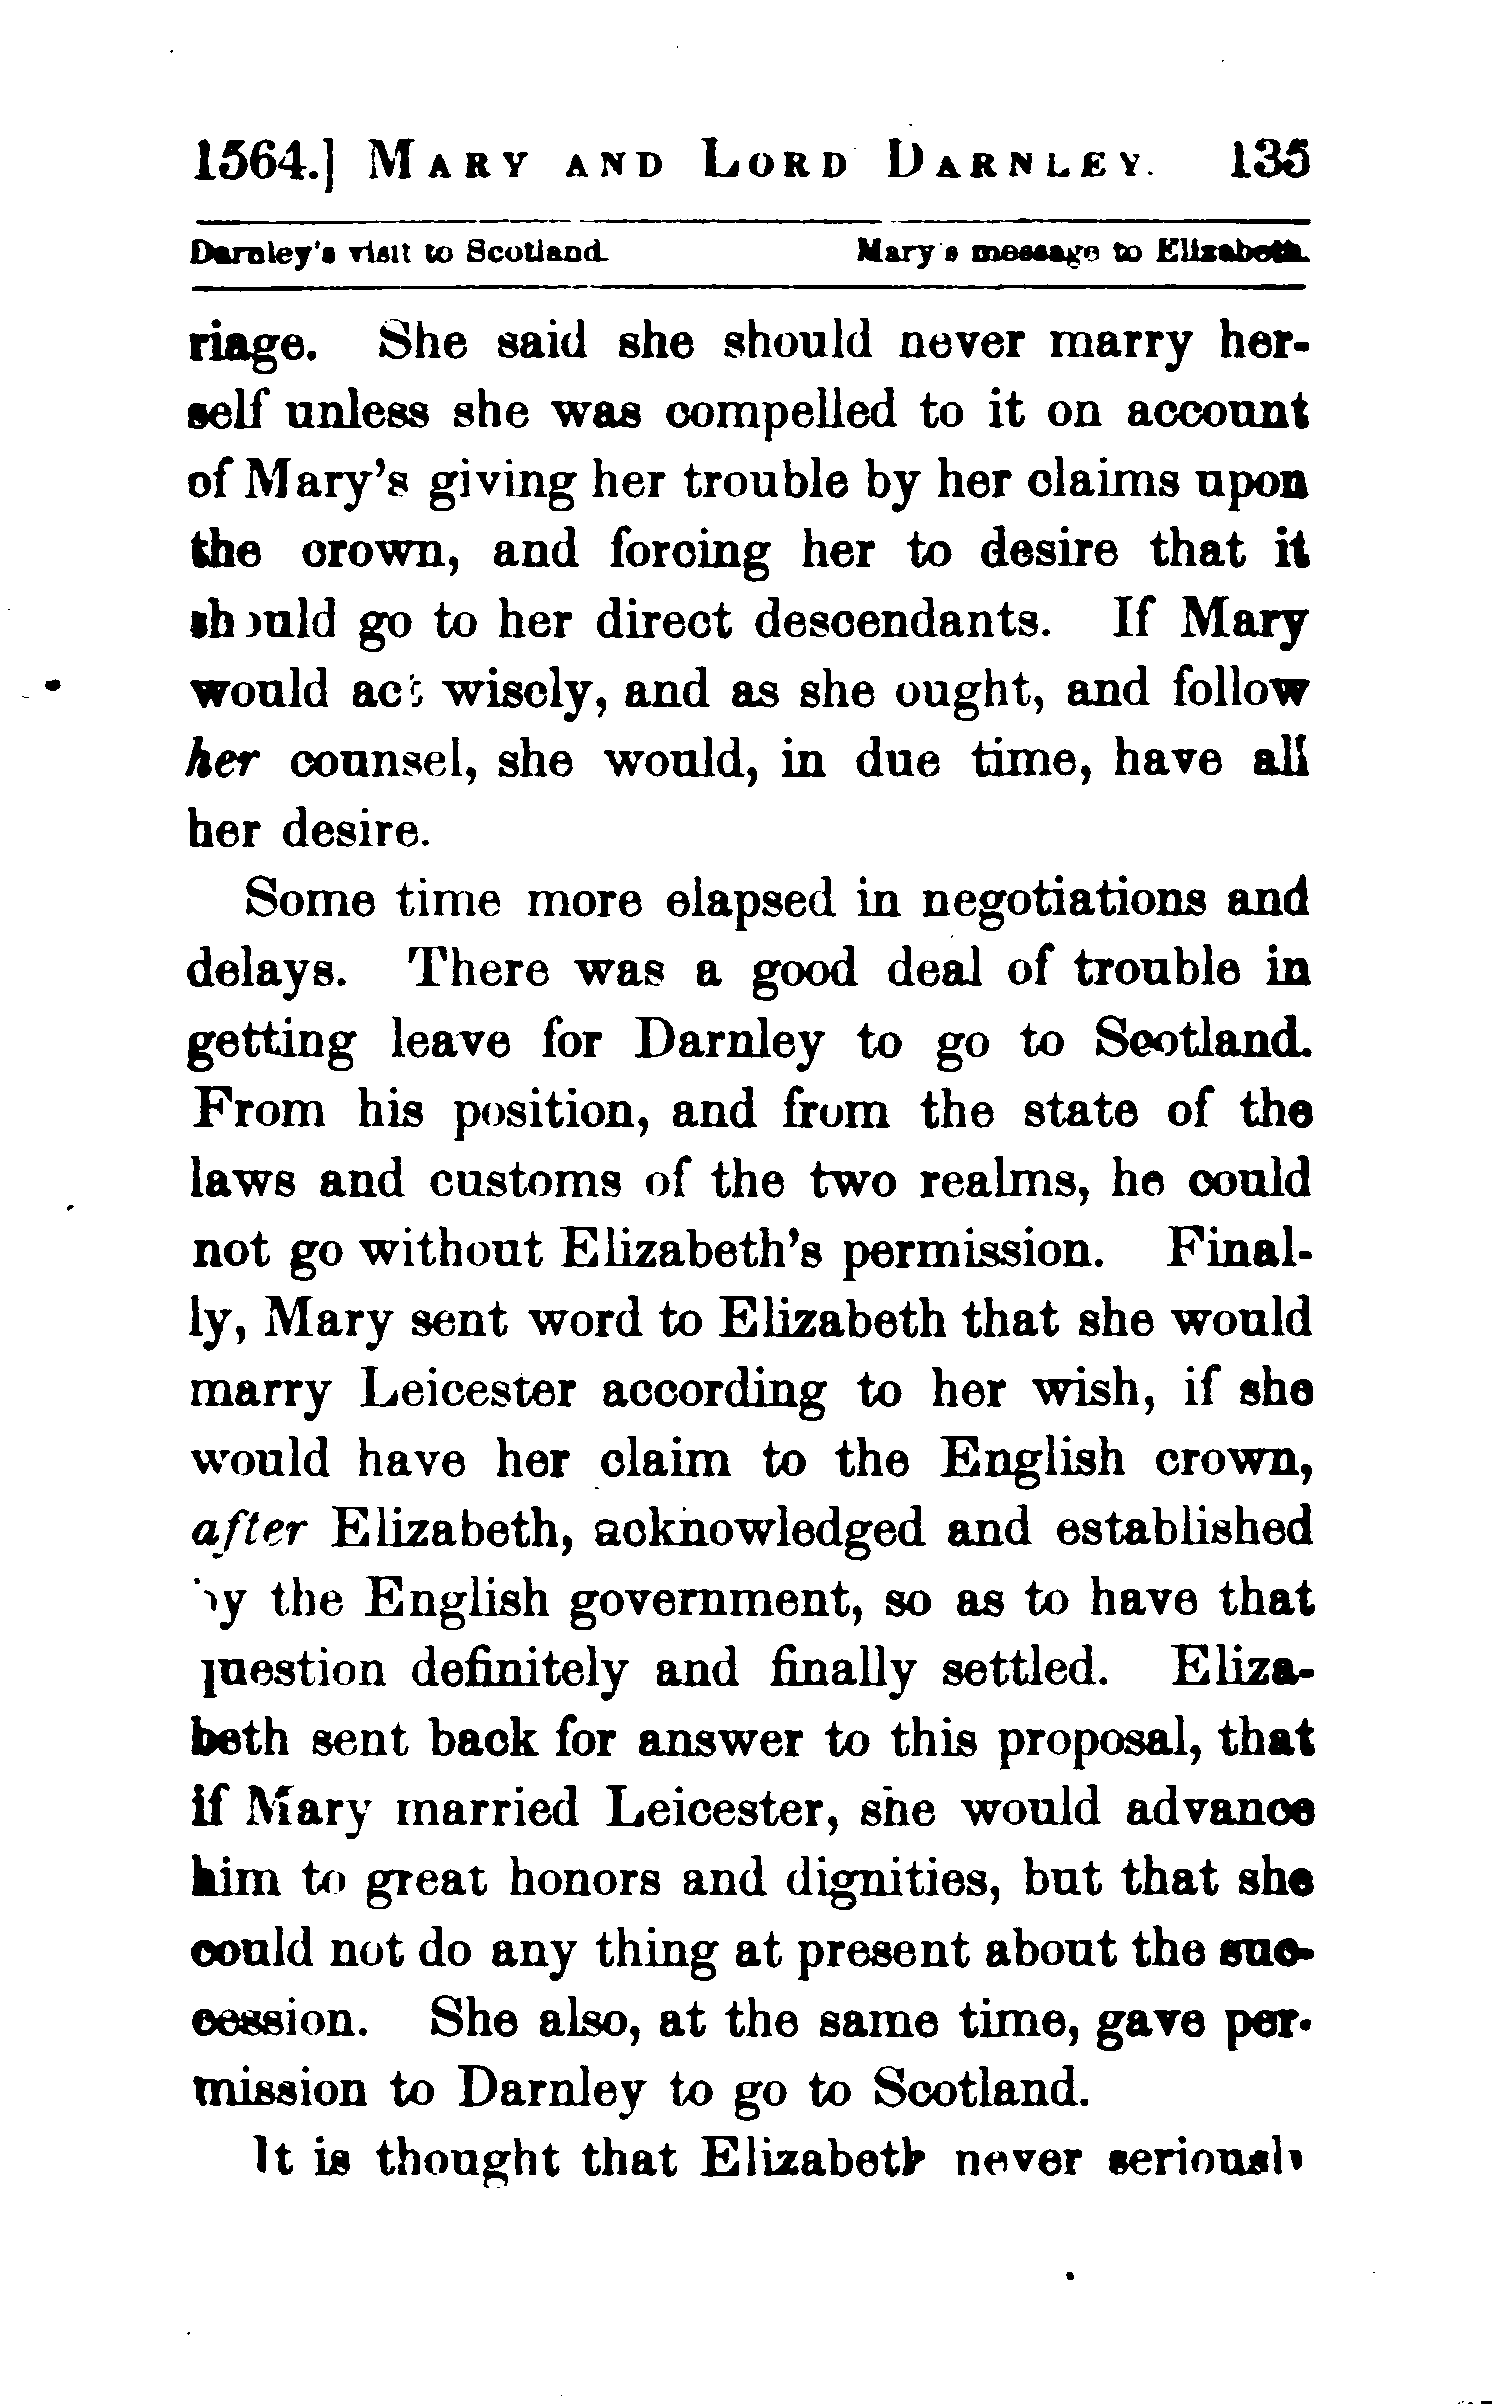 1564.] MARY AND LORD DARNLEY. 135
Darnley's visit to Scotland. Mary's message to Elizabeth.
riage. She said she should never marry her-
self unless she was compelled to it on account
of Mary's giving her trouble by her claims upon
the crown, and forcing her to desire that it
should go to her direct descendants. If Mary
would act wisely, and as she ought, and follow
her counsel, she would, in due time, have all
her desire.
Some time more elapsed in negotiations and
delays. There was a good deal of trouble in
getting leave for Darnley to go to Scotland.
From his position, and from the state of the
laws and customs of the two realms, he could
not go without Elizabeth's permission. Final-
ly, Mary sent word to Elizabeth that she would
marry Leicester according to her wish, if she
would have her claim to the English crown,
after Elizabeth, acknowledged and established
by the English government, so as to have that
question definitely and finally settled. Eliza-
beth sent back for answer to this proposal, that
if Mary married Leicester, she would advance
him to great honors and dignities, but that she
could not do any thing at present about the suc-
cession. She also, at the same time, gave per-
mission to Darnley to go to Scotland.
It is thought that Elizabeth never seriously